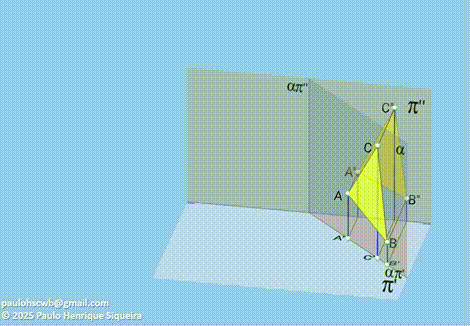 απ"
C"
π"
C
α
A"
A
B"
A'
B
C'
B'
απ'
π'
paulohscwb@gmail.com
© 2025 Paulo Henrique Siqueira